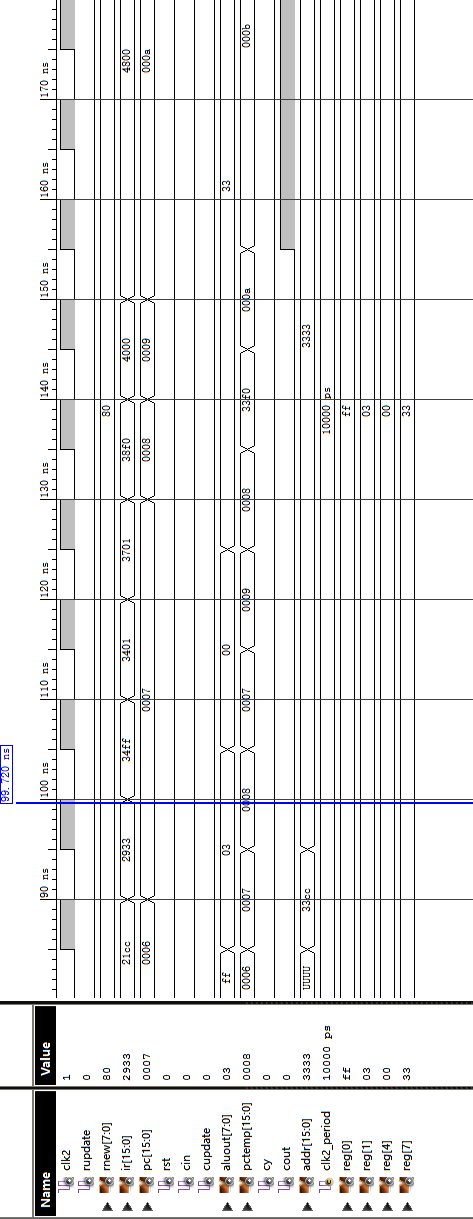 99.720 ns
Name Value 90 ns 100 ns 110 ns 120 ns 130 ns 140 ns 150 ns 160 ns 170 ns
clk2 1
rupdate 0
rnew[7:0] 80 80
ir[15:0] 2933 21cc 2933 34ff 3401 3701 38f0 4000 4800
pc[15:0] 0007 0006 0007 0008 0009 000a
rst 0
cin 0
cupdate 0
aluout[7:0] 03 ff 03 00 33
pctemp[15:0] 0008 0006 0007 0008 0007 0009 0008 33f0 000a 000b
cy 0
cout 0
addr[15:0] 3333 UUUU 33cc 3333
clk2_period 10000 ps 10000 ps
reg[0] ff ff
reg[1] 03 03
reg[4] 00 00
reg[7] 33 33